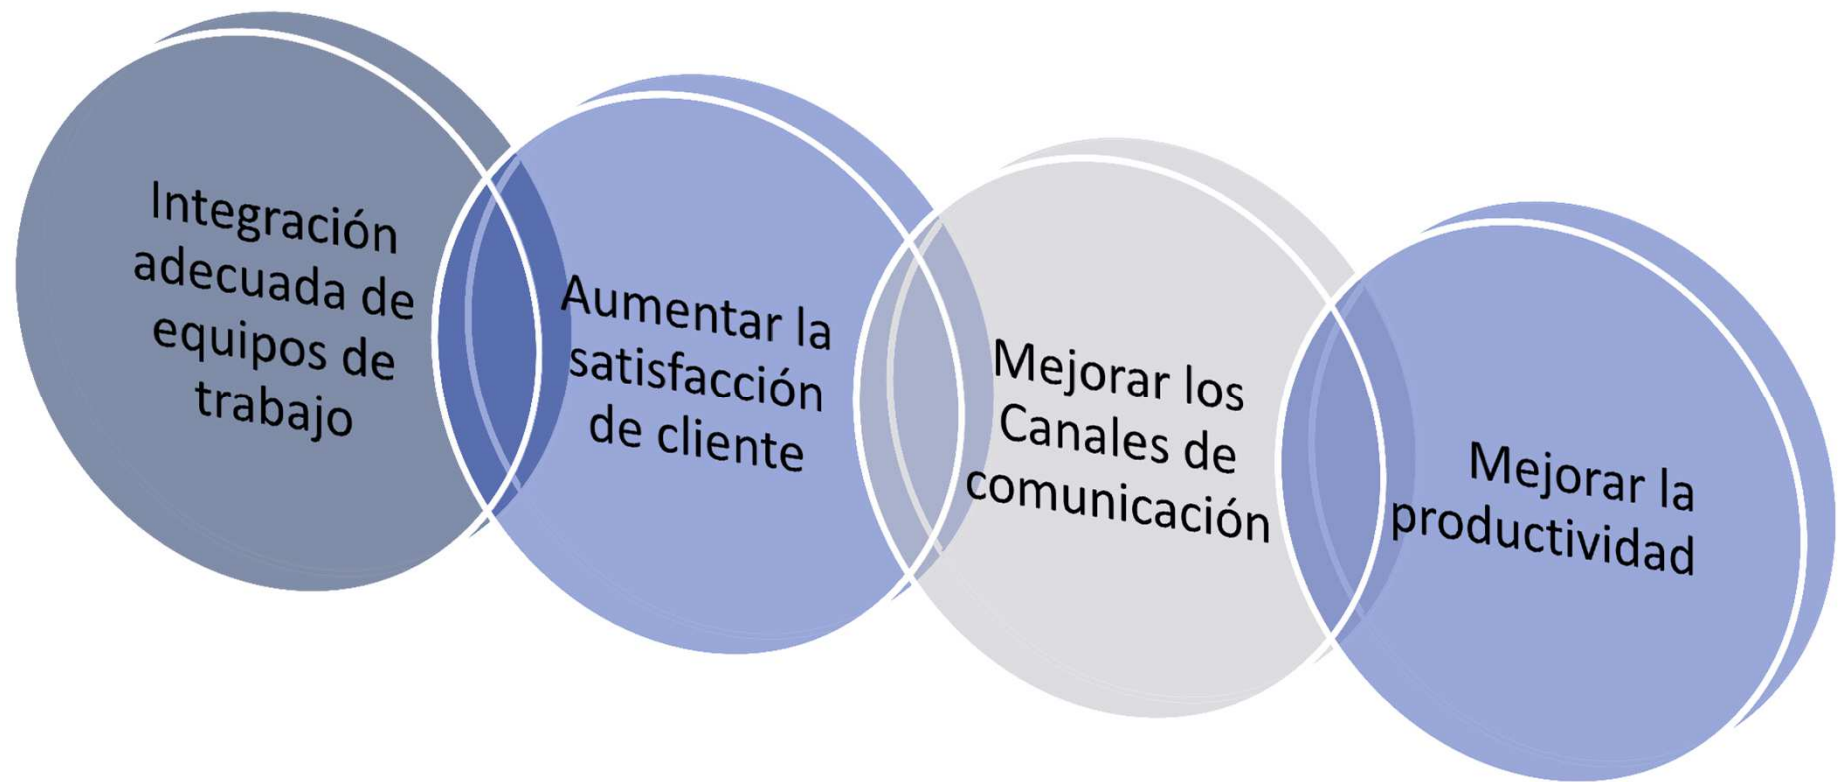 Integración
adecuada de
equipos de
trabajo
Aumentar la
satisfacción
de cliente
Mejorar los
Canales de
comunicación
Mejorar la
productividad